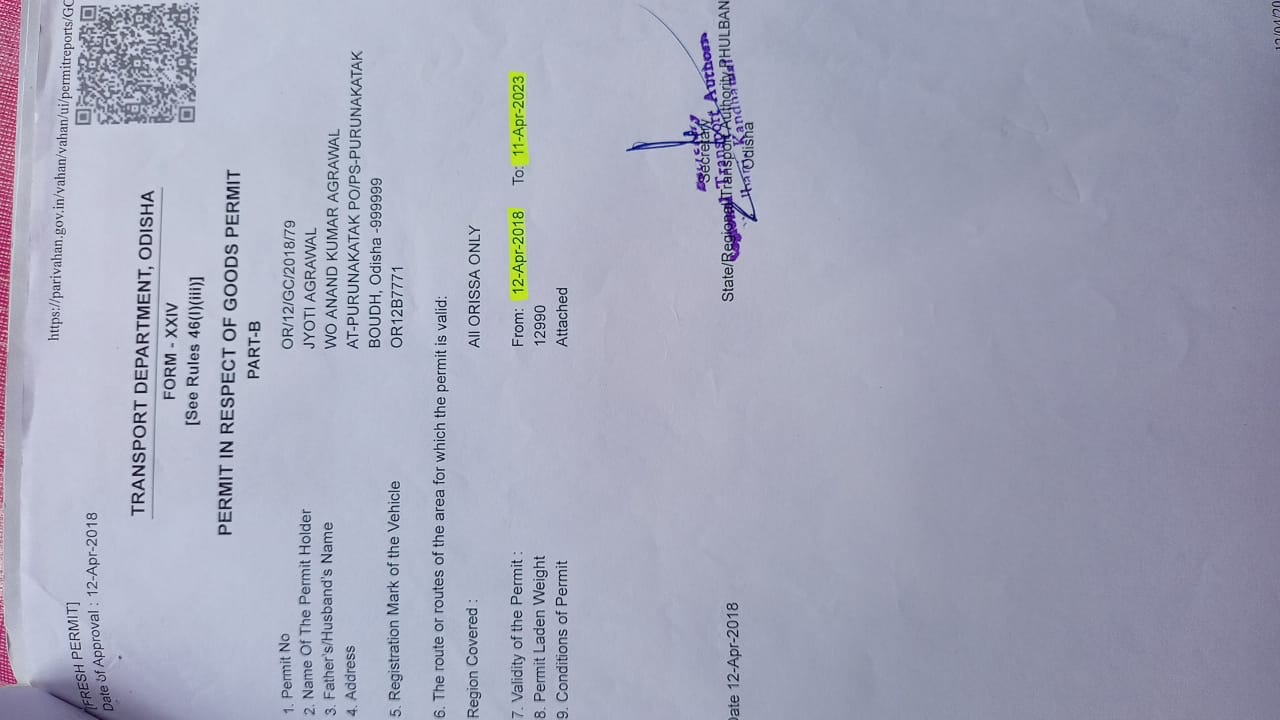 https://parivahan.gov.in/vahan/vahan/ui/permitreports/GC
[FRESH PERMIT]
Date of Approval : 12-Apr-2018
TRANSPORT DEPARTMENT, ODISHA
FORM - XXIV
[See Rules 46(I)(iii)]
PERMIT IN RESPECT OF GOODS PERMIT
PART-B
1. Permit No OR/12/GC/2018/79
2. Name Of The Permit Holder JYOTI AGRAWAL
3. Father's/Husband's Name WO ANAND KUMAR AGRAWAL
4. Address AT-PURUNAKATAK PO/PS-PURUNAKATAK
BOUDH, Odisha -999999
5. Registration Mark of the Vehicle OR12B7771
6. The route or routes of the area for which the permit is valid:
Region Covered : All ORISSA ONLY
7. Validity of the Permit : From: 12-Apr-2018 To: 11-Apr-2023
8. Permit Laden Weight 12990
9. Conditions of Permit Attached
Secretary
State/Regional Transport Authority, PHULBAN
Transport Author
Odisha
Date 12-Apr-2018